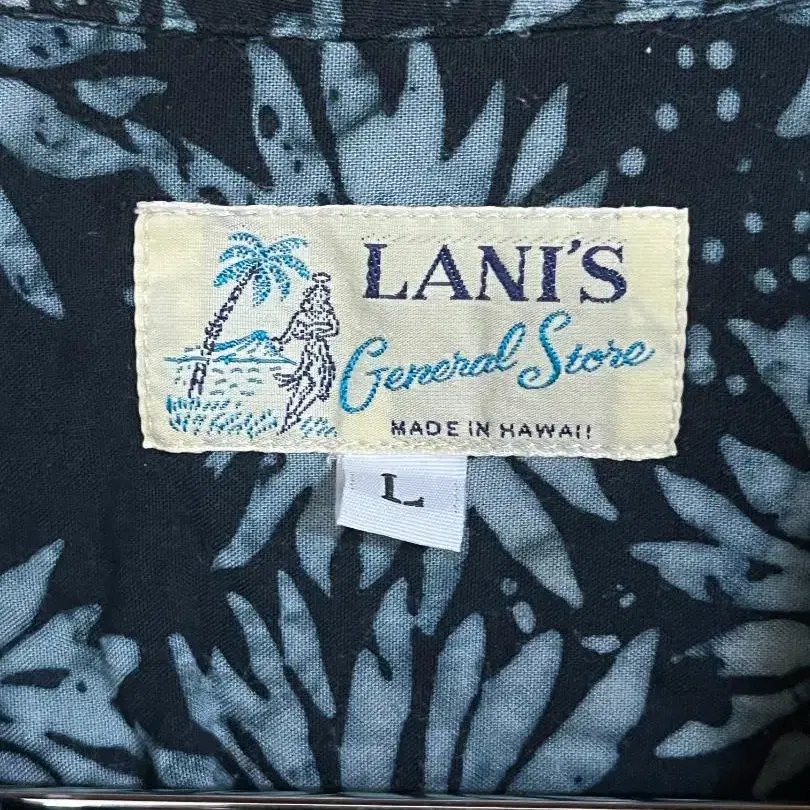 LANI'S
General Store
MADE IN HAWAII
L